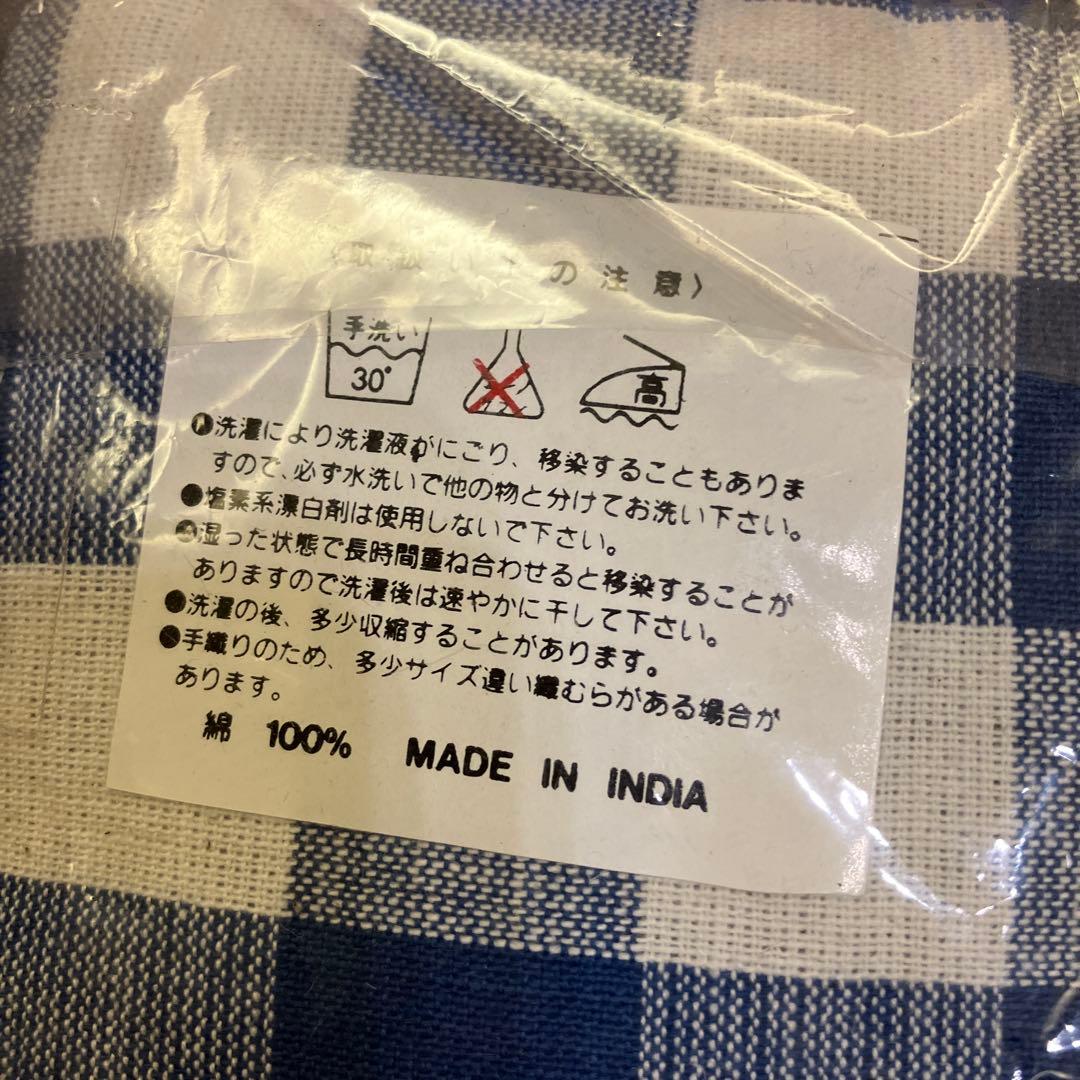 〈取扱い上の注意〉
手洗い
30°
高
●洗濯により洗濯液がにごり、移染することもありま
すので、必ず水洗いで他の物と分けてお洗い下さい。
●塩素系漂白剤は使用しないで下さい。
●湿った状態で長時間重ね合わせると移染することが
ありますので洗濯後は速やかに干して下さい。
●洗濯の後、多少収縮することがあります。
●手織りのため、多少サイズ違い織むらがある場合が
あります。
綿 100% MADE IN INDIA